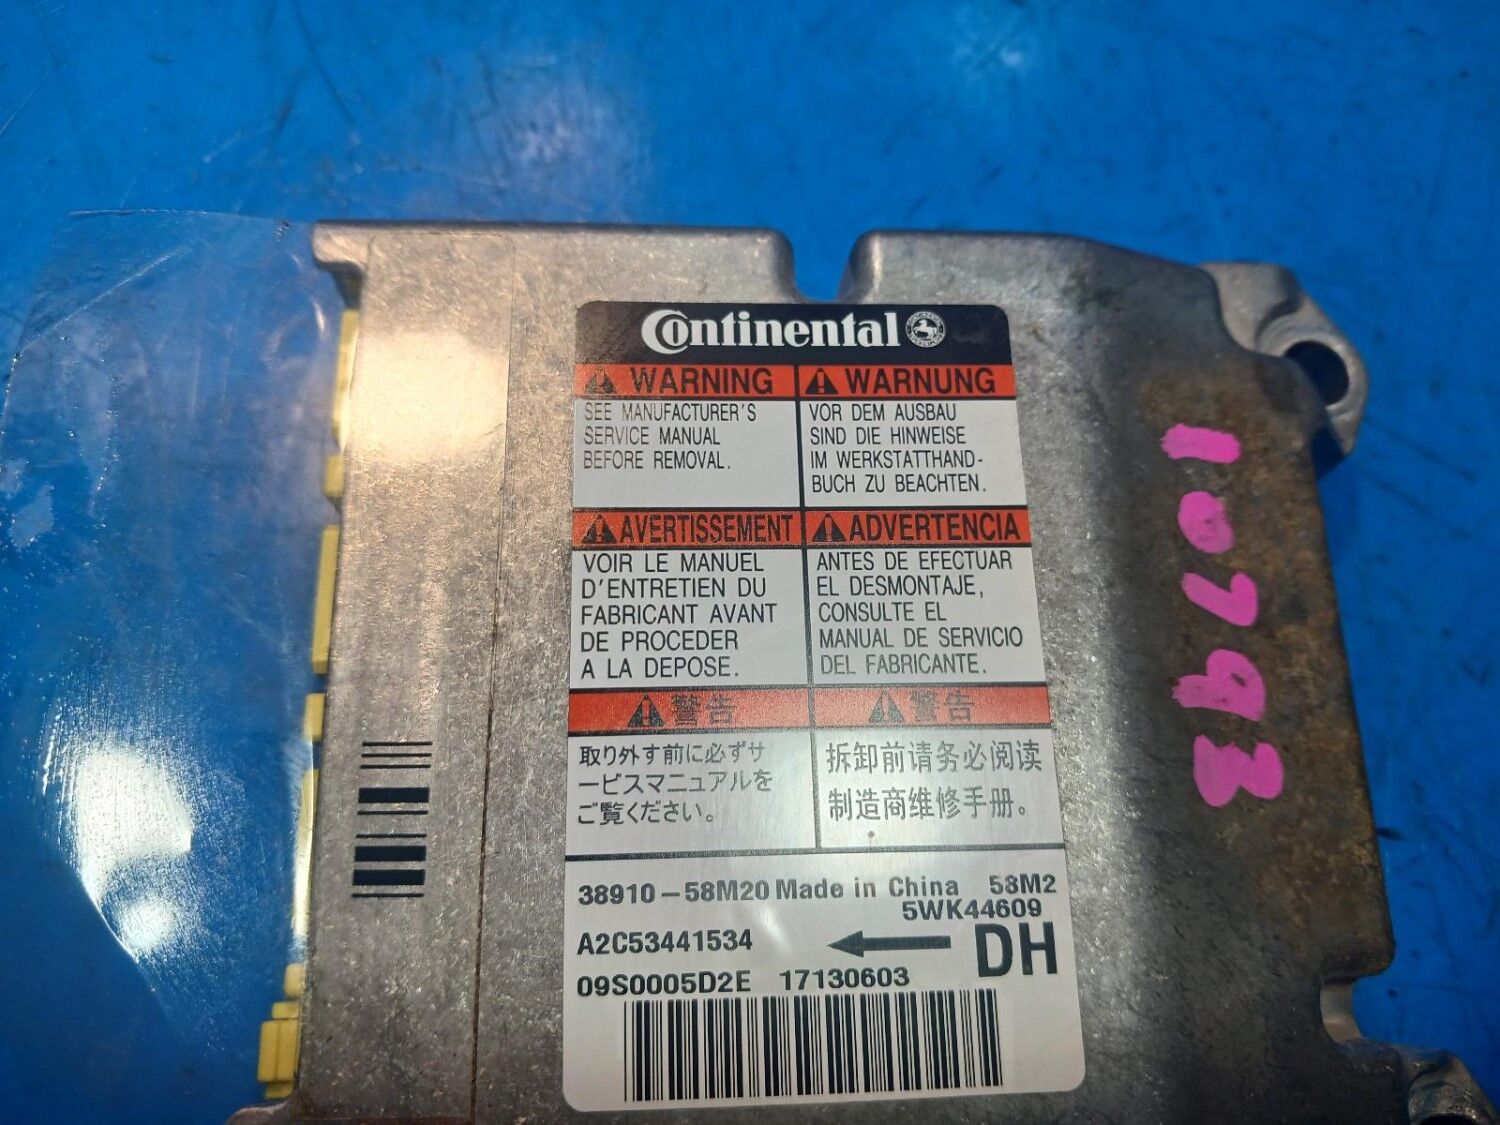 Continental
WARNING
SEE MANUFACTURER'S
SERVICE MANUAL
BEFORE REMOVAL.
WARNUNG
VOR DEM AUSBAU
SIND DIE HINWEISE
IM WERKSTATTHAND-
BUCH ZU BEACHTEN.
AVERTISSEMENT
VOIR LE MANUEL
D'ENTRETIEN DU
FABRICANT AVANT
DE PROCEDER
A LA DEPOSE.
ADVERTENCIA
ANTES DE EFECTUAR
EL DESMONTAJE,
CONSULTE EL
MANUAL DE SERVICIO
DEL FABRICANTE.
警告
取り外す前に必ずサ
ービスマニュアルを
ご覧ください。
警告
拆卸前请务必阅读
制造商维修手册。
38910-58M20 Made in China 58M2
5WK44609
A2C53441534
DH
09S0005D2E 17130603
10793